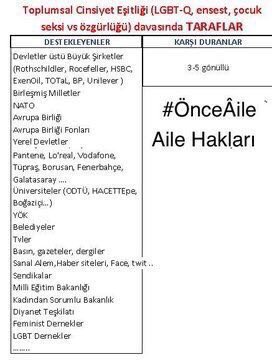 Toplumsal Cinsiyet Eşitliği (LGBT-Q, ensest, çocuk
seksi vs özgürlüğü) davasında TARAFLAR
DESTEKLEYENLER
Devletler üstü Büyük Şirketler
(Rothschildler, Rocefeller, HSBC,
ExenOil, TOTaL, BP, Unilever )
Birleşmiş Milletler
NATO
Avrupa Birliği
Avrupa Birliği Fonları
Yerel Devletler
Pantene, Lo'real, Vodafone,
Tüpraş, Borusan, Fenerbahçe,
Galatasaray ....
Üniversiteler (ODTÜ, HACETTEpe,
Boğaziçi...)
YÖK
Belediyeler
Tvler
Basın, gazeteler, dergiler
Sanal Alem,Haber siteleri, Face, twit ..
Sendikalar
Milli Eğitim Bakanlığı
Kadından Sorumlu Bakanlık
Diyanet Teşkilatı
Feminist Dernekler
LGBT Dernekler
........
KARŞI DURANLAR
3-5 gönüllü
#ÖnceÂile
Aile Hakları